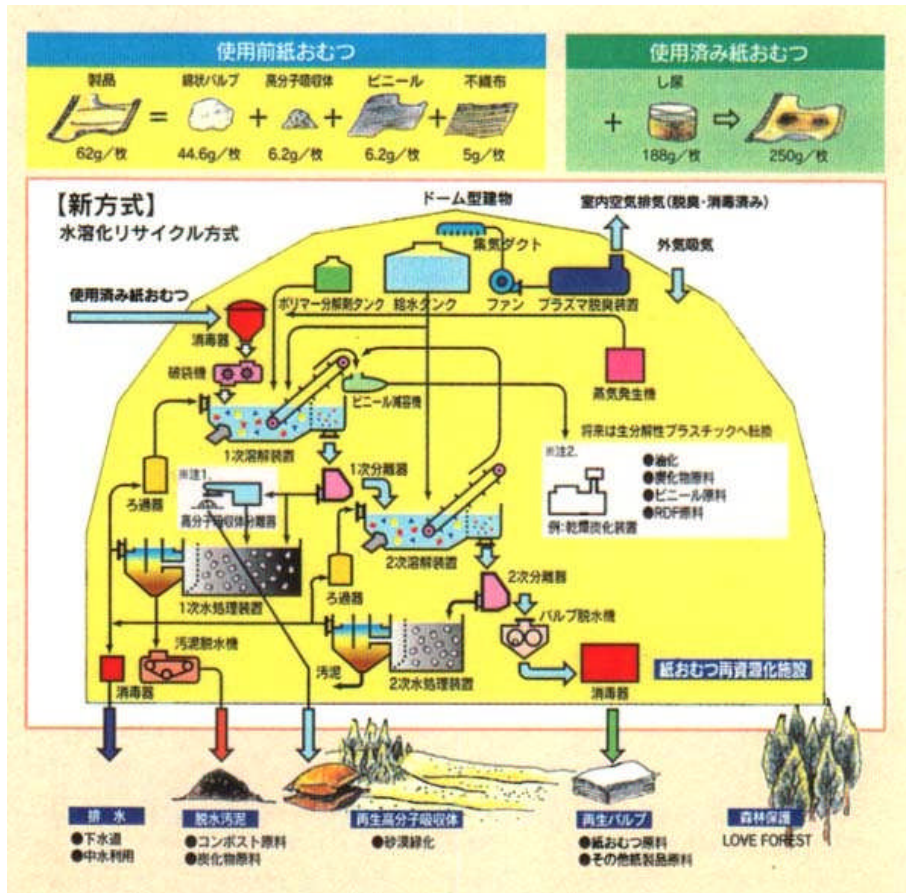 使用前紙おむつ
製品
=
綿状パルプ
+
高分子吸収体
+
ビニール
+
不織布
62g/枚
44.6g/枚
6.2g/枚
6.2g/枚
5g/枚
使用済み紙おむつ
し尿
+
⇨
188g/枚
250g/枚
【新方式】
水溶化リサイクル方式
ドーム型建物
室内空気排気(脱臭・消毒済み)
集気ダクト
外気吸気
使用済み紙おむつ
ポリマー分解剤タンク
給水タンク
ファン
プラズマ脱臭装置
消毒器
破袋機
ビニール減容機
蒸気発生機
将来は生分解性プラスチックへ転換
1次溶解装置
※注1.
1次分離器
※注2.
●油化
●炭化物原料
●ビニール原料
●RDF原料
例:乾燥炭化装置
ろ過器
高分子吸収体分離器
2次溶解装置
1次水処理装置
ろ過器
2次分離器
パルプ脱水機
汚泥脱水機
汚泥
2次水処理装置
消毒器
消毒器
紙おむつ再資源化施設
排水
●下水道
●中水利用
脱水汚泥
●コンポスト原料
●炭化物原料
再生高分子吸収体
●砂漠緑化
再生パルプ
●紙おむつ原料
●その他紙製品原料
森林保護
LOVE FOREST